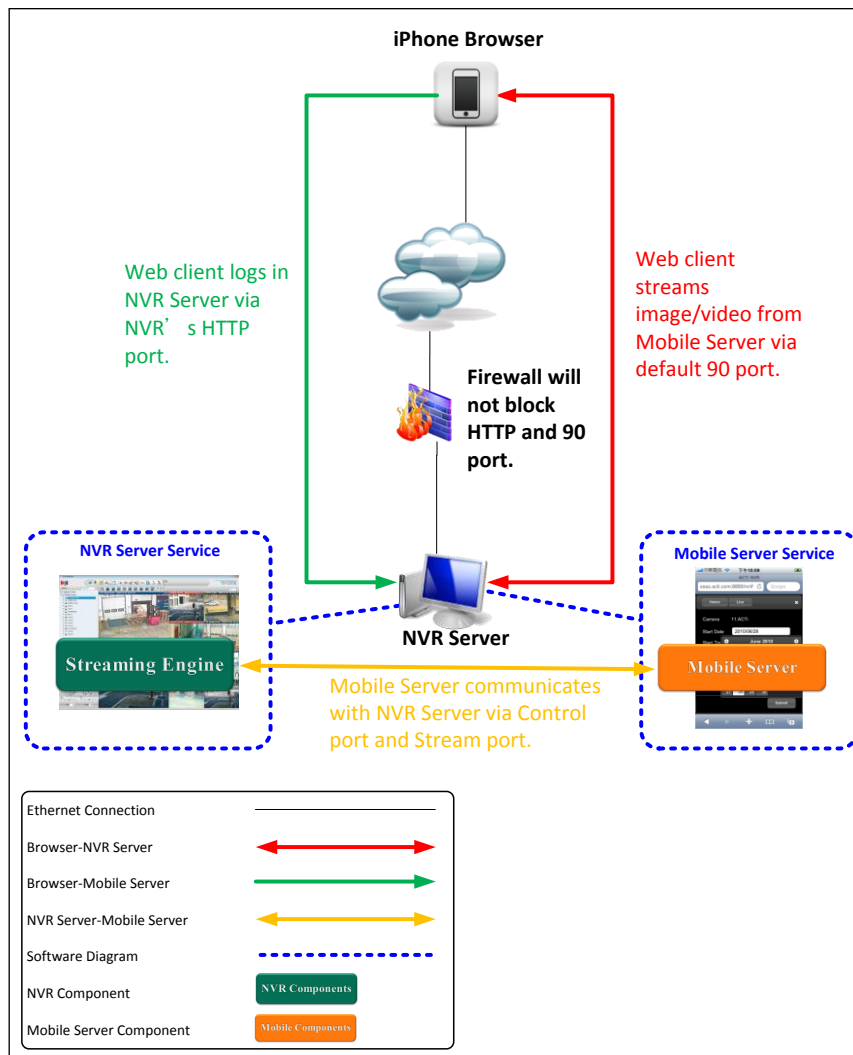 iPhone Browser
Web client logs in
NVR Server via
NVR’s HTTP
port.
Web client
streams
image/video from
Mobile Server via
default 90 port.
Firewall will
not block
HTTP and 90
port.
NVR Server Service
Mobile Server Service
NVR Server
Streaming Engine
Mobile Server
Camera
Start Date
Submit
Mobile Server communicates
with NVR Server via Control
port and Stream port.
Ethernet Connection
Browser-NVR Server
Browser-Mobile Server
NVR Server-Mobile Server
Software Diagram
NVR Component
NVR Components
Mobile Server Component
Mobile Components